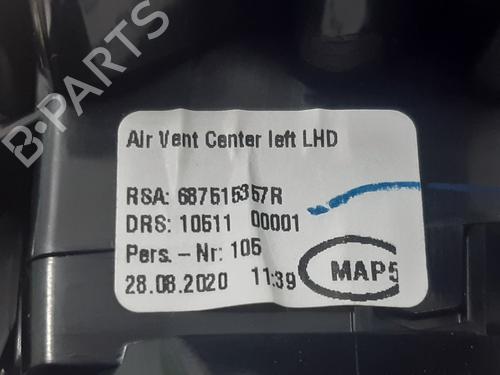 B-PARTS
Air Vent Center left LHD
RSA: 687515357R
DRS: 10511 00001
Pers. - Nr: 105
28.08.2020 11:39
MAP5